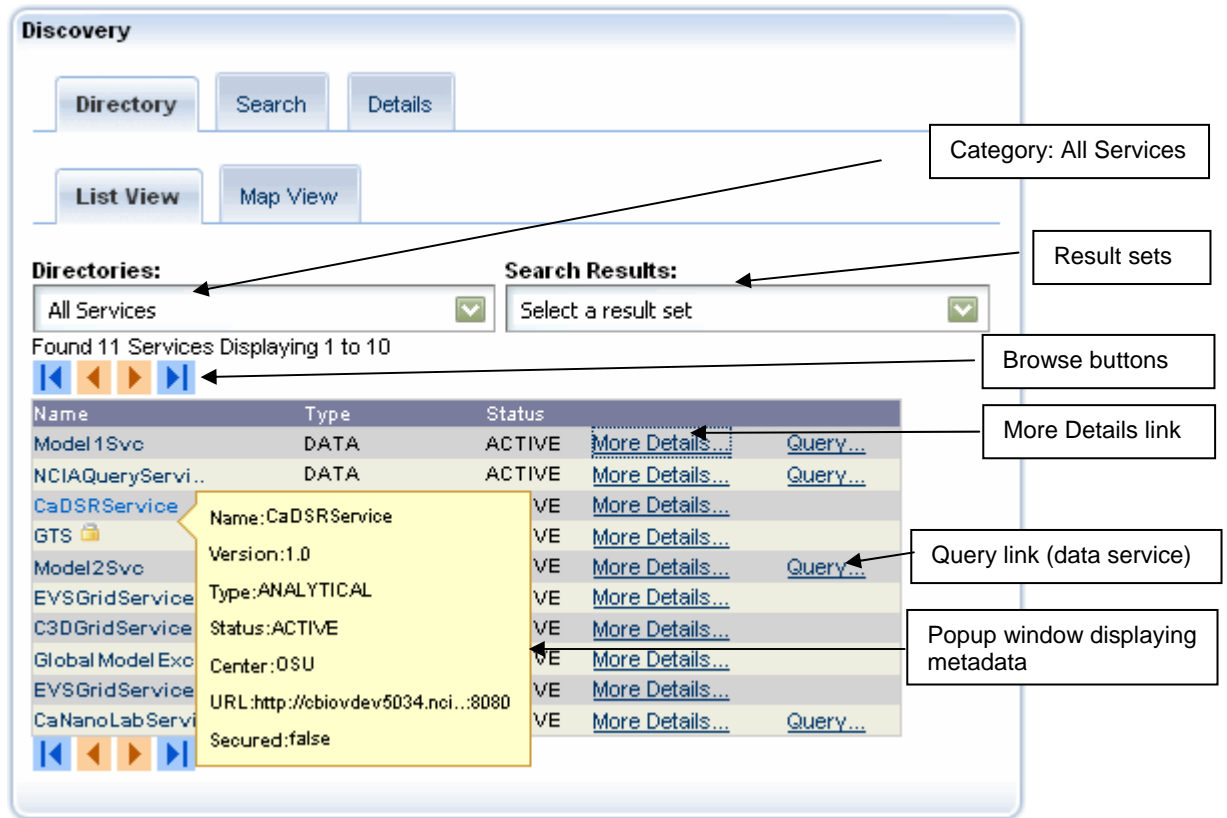 Discovery
Directory Search Details
Category: All Services
List View Map View
Result sets
Directories: Search Results:
All Services Select a result set
Found 11 Services Displaying 1 to 10
Browse buttons
Name Type Status
More Details link
Model1Svc DATA ACTIVE More Details... Query...
NCIAQueryServi.. DATA ACTIVE More Details... Query...
CaDSRService VE More Details...
GTS VE More Details...
Model2Svc VE More Details... Query...
EVSGridService VE More Details...
C3DGridService VE More Details...
Global Model Exc VE More Details...
EVSGridService VE More Details...
CaNanoLabServi VE More Details... Query...
Name:CaDSRService
Version:1.0
Type:ANALYTICAL
Status:ACTIVE
Center:OSU
URL:http://cbiovdev5034.nci..:8080
Secured:false
Query link (data service)
Popup window displaying
metadata